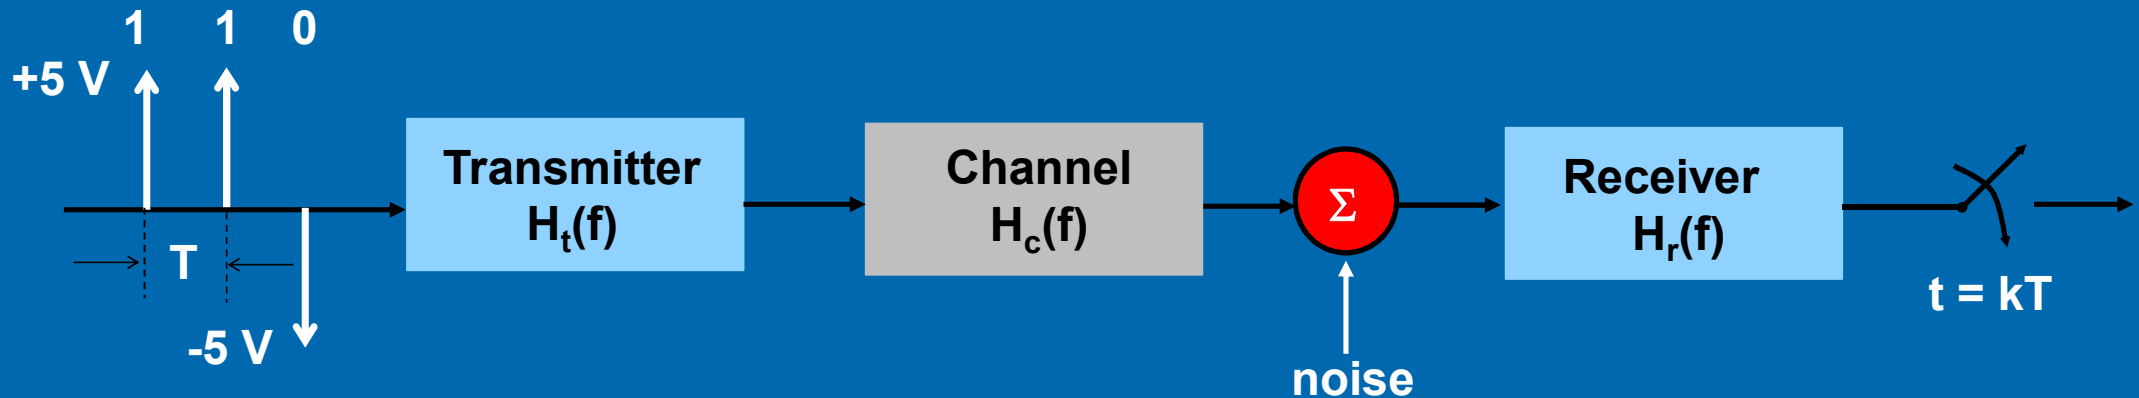 1 1 0
+5 V
T
-5 V
Transmitter
Ht(f)
Channel
Hc(f)
Σ
noise
Receiver
Hr(f)
t = kT